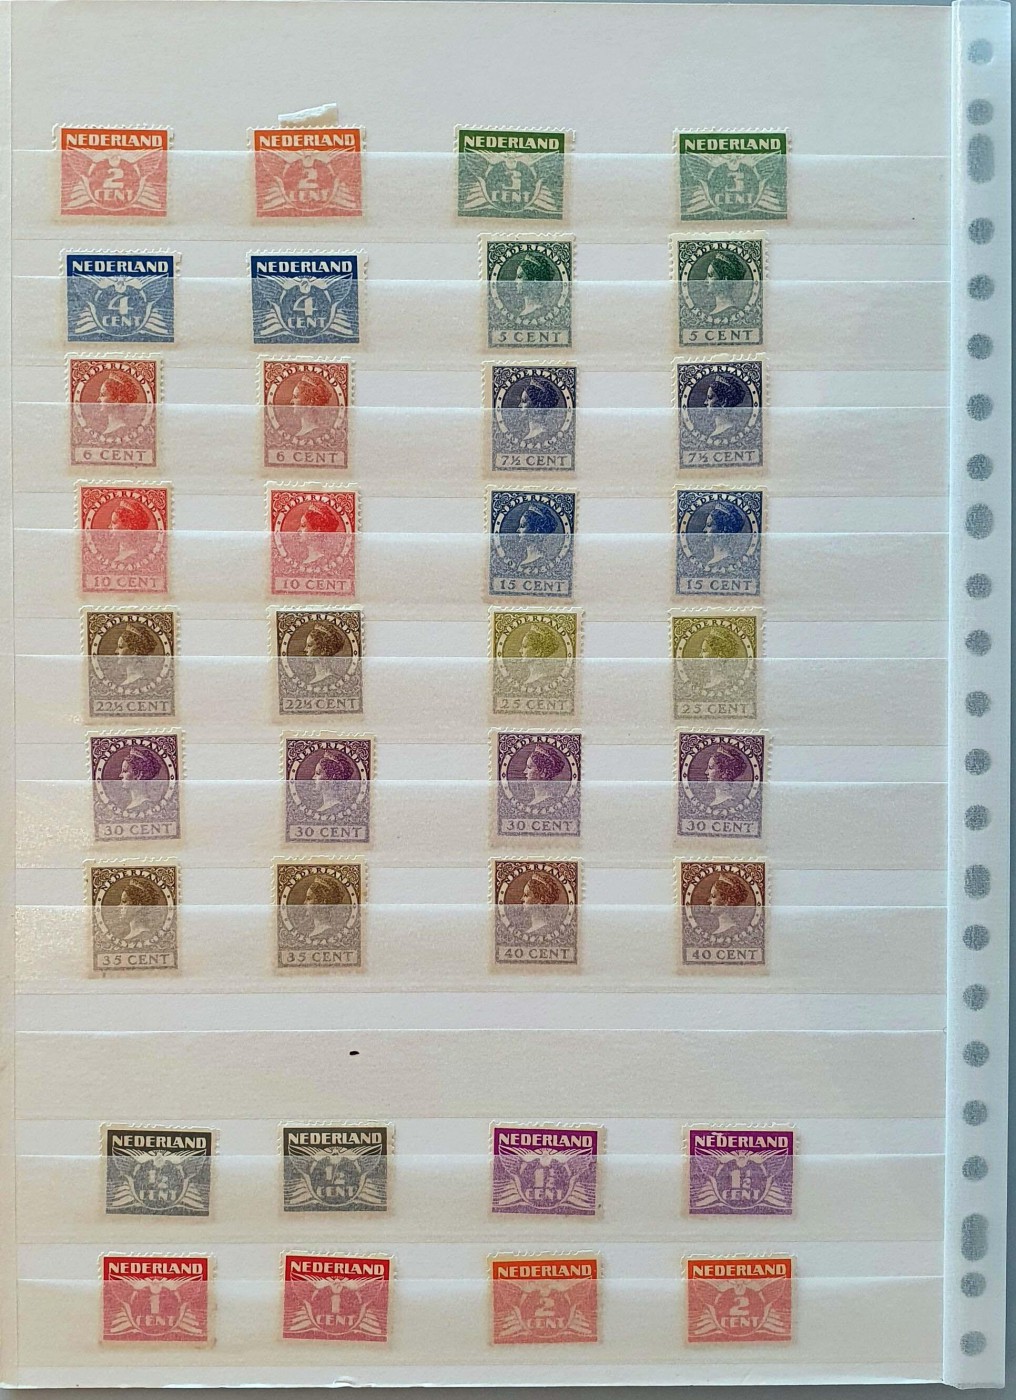 NEDERLAND
2
CENT
NEDERLAND
2
CENT
NEDERLAND
3
CENT
NEDERLAND
3
CENT
NEDERLAND
4
CENT
NEDERLAND
4
CENT
NEDERLAND
5 CENT
NEDERLAND
5 CENT
NEDERLAND
6 CENT
NEDERLAND
6 CENT
NEDERLAND
7½ CENT
NEDERLAND
7½ CENT
NEDERLAND
10 CENT
NEDERLAND
10 CENT
NEDERLAND
15 CENT
NEDERLAND
15 CENT
NEDERLAND
22½ CENT
NEDERLAND
22½ CENT
NEDERLAND
25 CENT
NEDERLAND
25 CENT
NEDERLAND
30 CENT
NEDERLAND
30 CENT
NEDERLAND
30 CENT
NEDERLAND
30 CENT
NEDERLAND
35 CENT
NEDERLAND
35 CENT
NEDERLAND
40 CENT
NEDERLAND
40 CENT
NEDERLAND
½
CENT
NEDERLAND
½
CENT
NEDERLAND
1½
CENT
NEDERLAND
1½
CENT
NEDERLAND
1
CENT
NEDERLAND
1
CENT
NEDERLAND
2
CENT
NEDERLAND
2
CENT